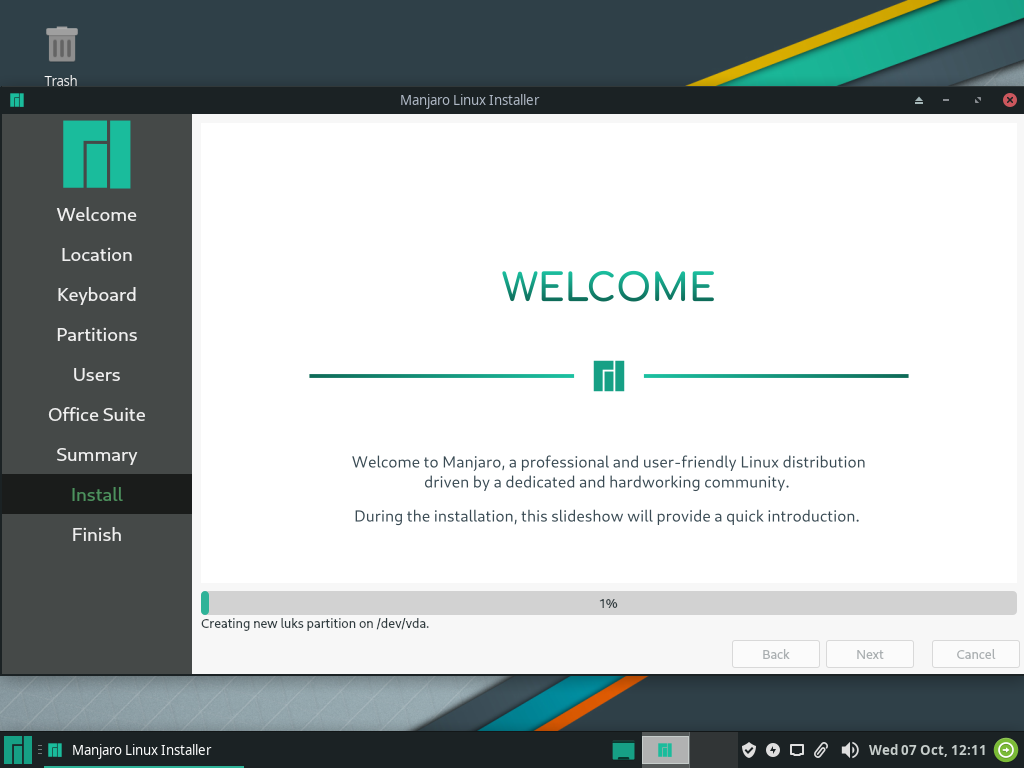 Trash
Manjaro Linux Installer
Welcome
Location
Keyboard
Partitions
Users
Office Suite
Summary
Install
Finish
WELCOME
Welcome to Manjaro, a professional and user-friendly Linux distribution
driven by a dedicated and hardworking community.
During the installation, this slideshow will provide a quick introduction.
1%
Creating new luks partition on /dev/vda.
Back
Next
Cancel
Manjaro Linux Installer
Wed 07 Oct, 12:11